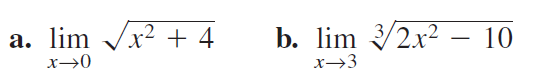 a. lim √(x² + 4) b. lim ∛(2x² − 10)
x→0 x→3